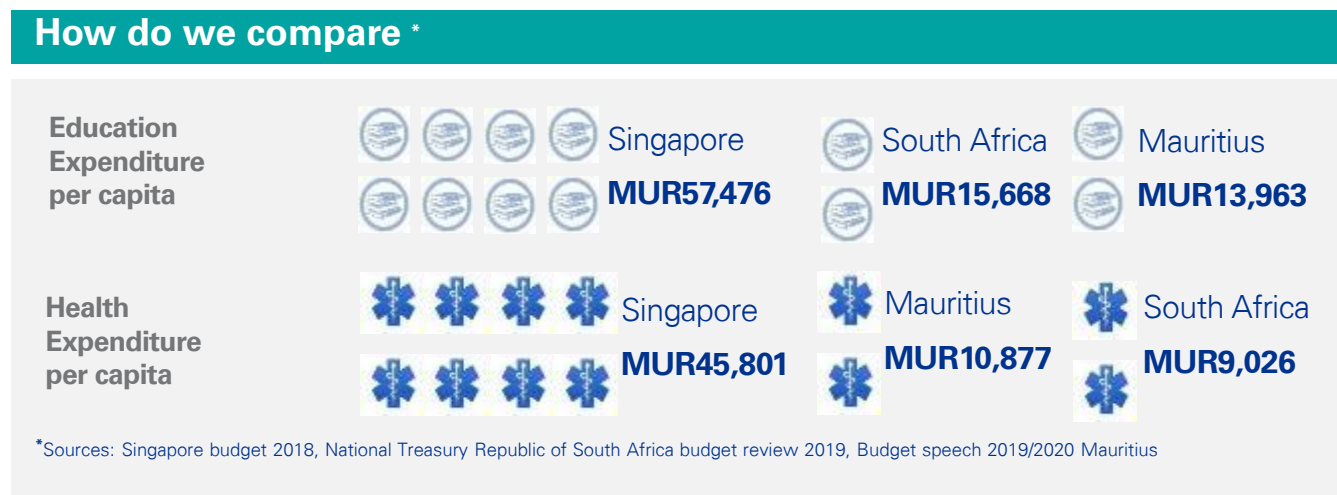 How do we compare *
Education
Expenditure
per capita
Singapore
MUR57,476
South Africa
MUR15,668
Mauritius
MUR13,963
Health
Expenditure
per capita
Singapore
MUR45,801
Mauritius
MUR10,877
South Africa
MUR9,026
*Sources: Singapore budget 2018, National Treasury Republic of South Africa budget review 2019, Budget speech 2019/2020 Mauritius